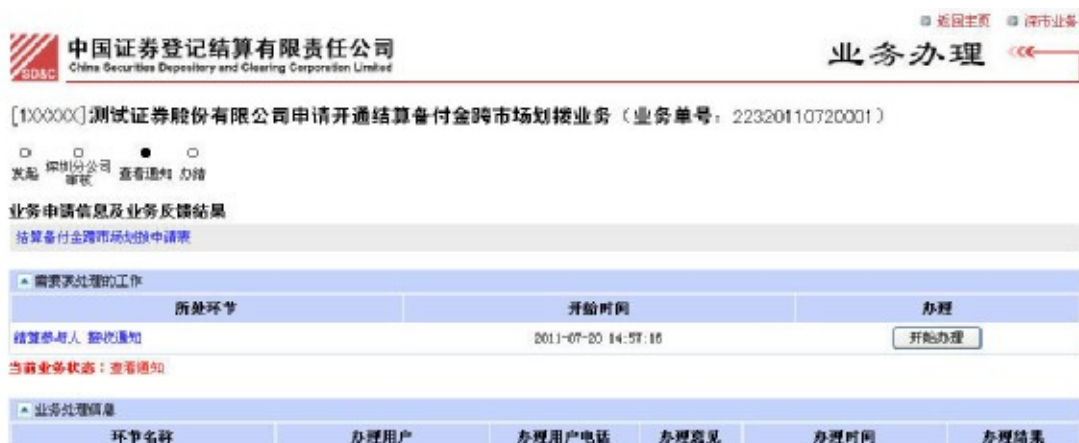 返回主页 深市业务
中国证券登记结算有限责任公司
China Securities Depository and Clearing Corporation Limited
SD&C
业务办理
[1XXXXX]测试证券股份有限公司申请开通结算备付金跨市场划拨业务(业务单号:22320110720001)
发起 深圳分公司审核 查看通知 办结
业务申请信息及业务反馈结果
结算备付金跨市场划拨申请表
需要我处理的工作
所处环节 开始时间 办理
结算参与人 接收通知 2011-07-20 14:57:16 开始办理
当前业务状态:查看通知
业务处理信息
环节名称 办理用户 办理用户电话 办理意见 办理时间 办理结果